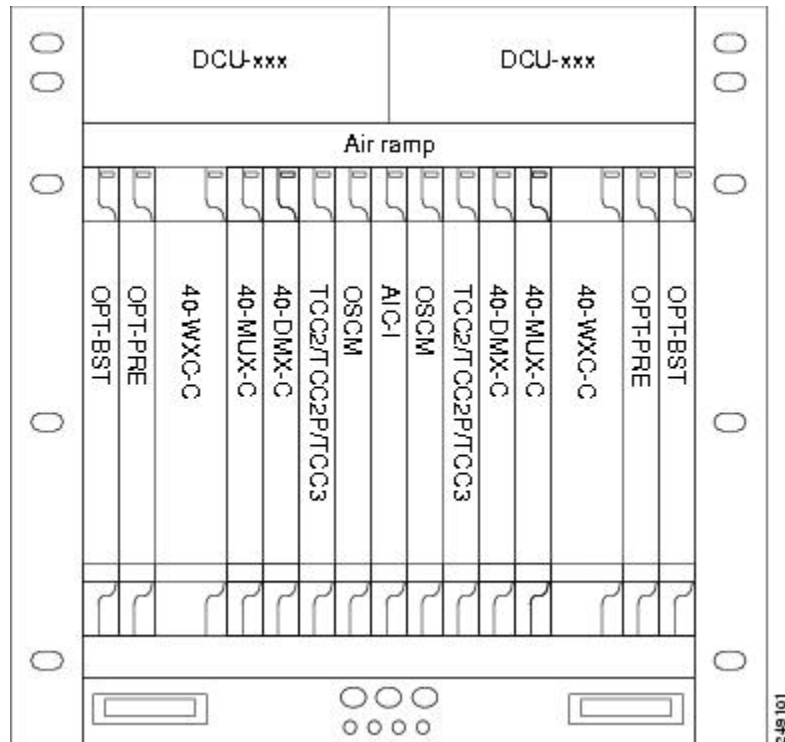 DCU-xxx
DCU-xxx
Air ramp
OPT-BST
OPT-PRE
40-WXC-C
40-MUX-C
40-DMX-C
TCC2/TCC2P/TCC3
OSCM
AIC-I
OSCM
TCC2/TCC2P/TCC3
40-DMX-C
40-MUX-C
40-WXC-C
OPT-PRE
OPT-BST
249101